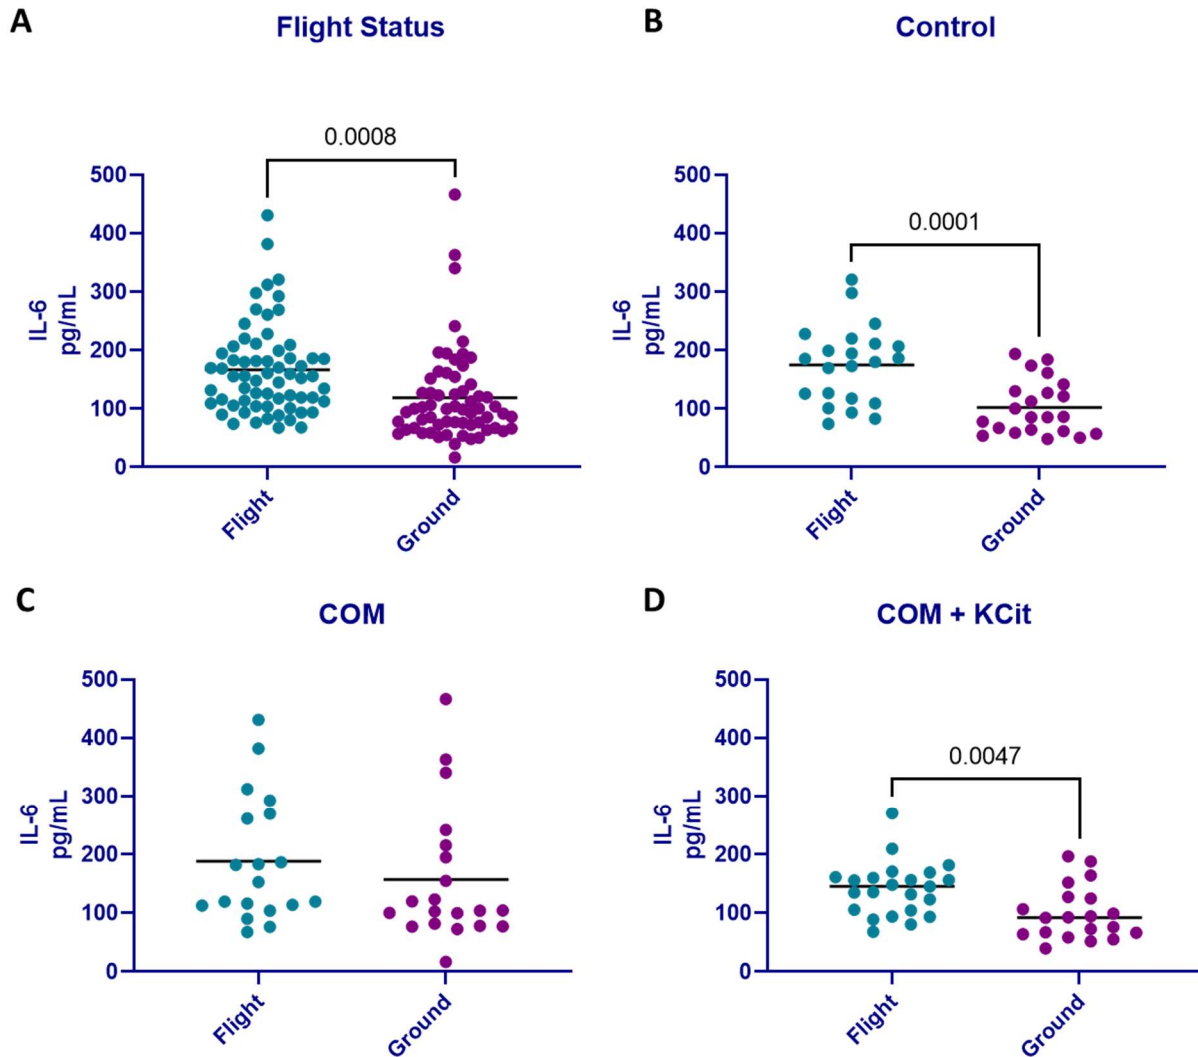 A
Flight Status
0.0008
500
400
300
200
100
0
IL-6
pg/mL
Flight
Ground
B
Control
0.0001
500
400
300
200
100
0
IL-6
pg/mL
Flight
Ground
C
COM
500
400
300
200
100
0
IL-6
pg/mL
Flight
Ground
D
COM + KCit
0.0047
500
400
300
200
100
0
IL-6
pg/mL
Flight
Ground